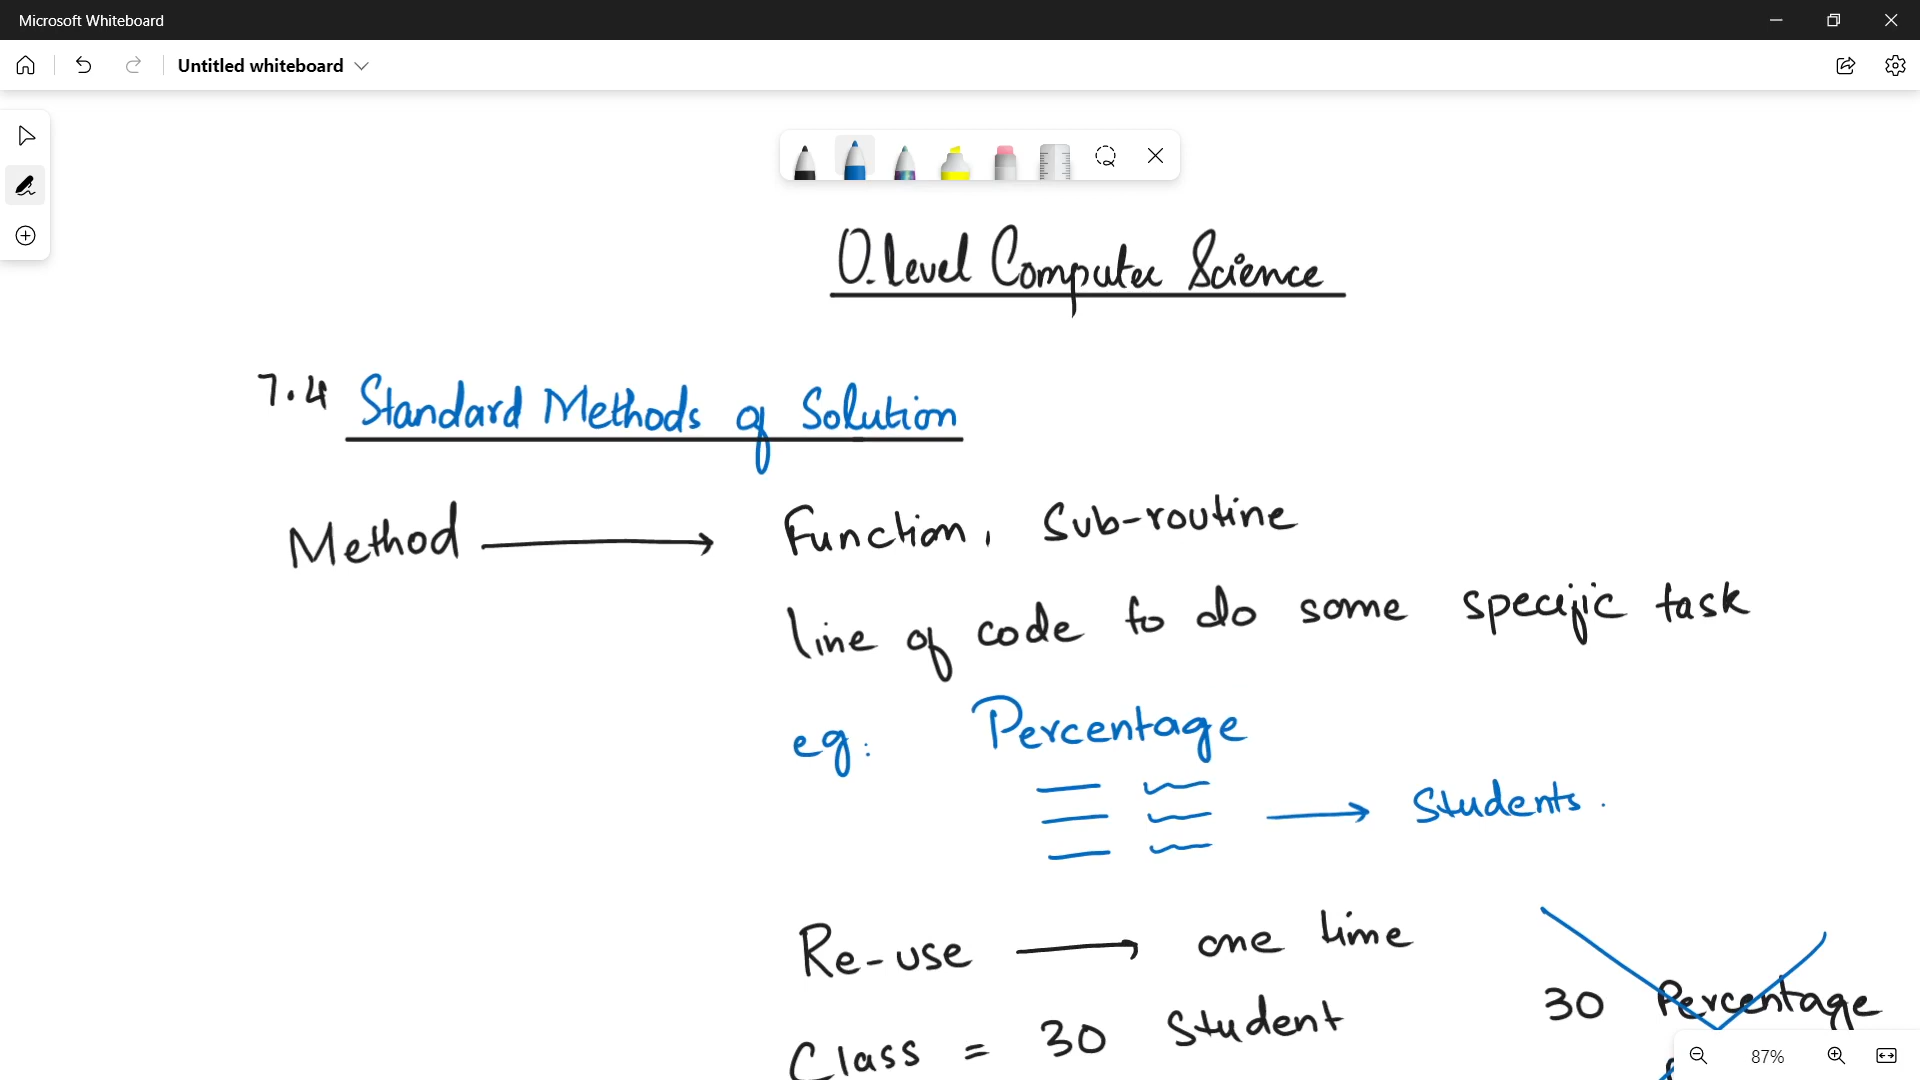 Microsoft Whiteboard
Untitled whiteboard
O.Level Computer Science
7.4 Standard Methods of Solution
Method → Function, Sub-routine
line of code to do some specific task
eg: Percentage
→ Students.
Re-use → one time
30 Percentage
Class = 30 Student
87%